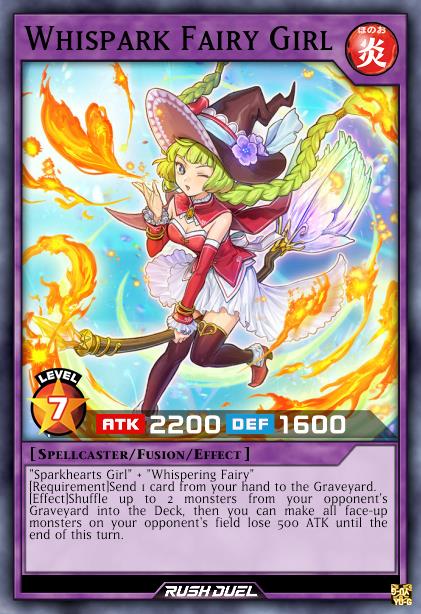 Whispark Fairy Girl
ほのお
炎
LEVEL
7
ATK 2200 DEF 1600
[Spellcaster/Fusion/Effect]
"Sparkhearts Girl" + "Whispering Fairy"
[Requirement]Send 1 card from your hand to the Graveyard.
[Effect]Shuffle up to 2 monsters from your opponent's
Graveyard into the Deck, then you can make all face-up
monsters on your opponent's field lose 500 ATK until the
end of this turn.
RUSH DUEL